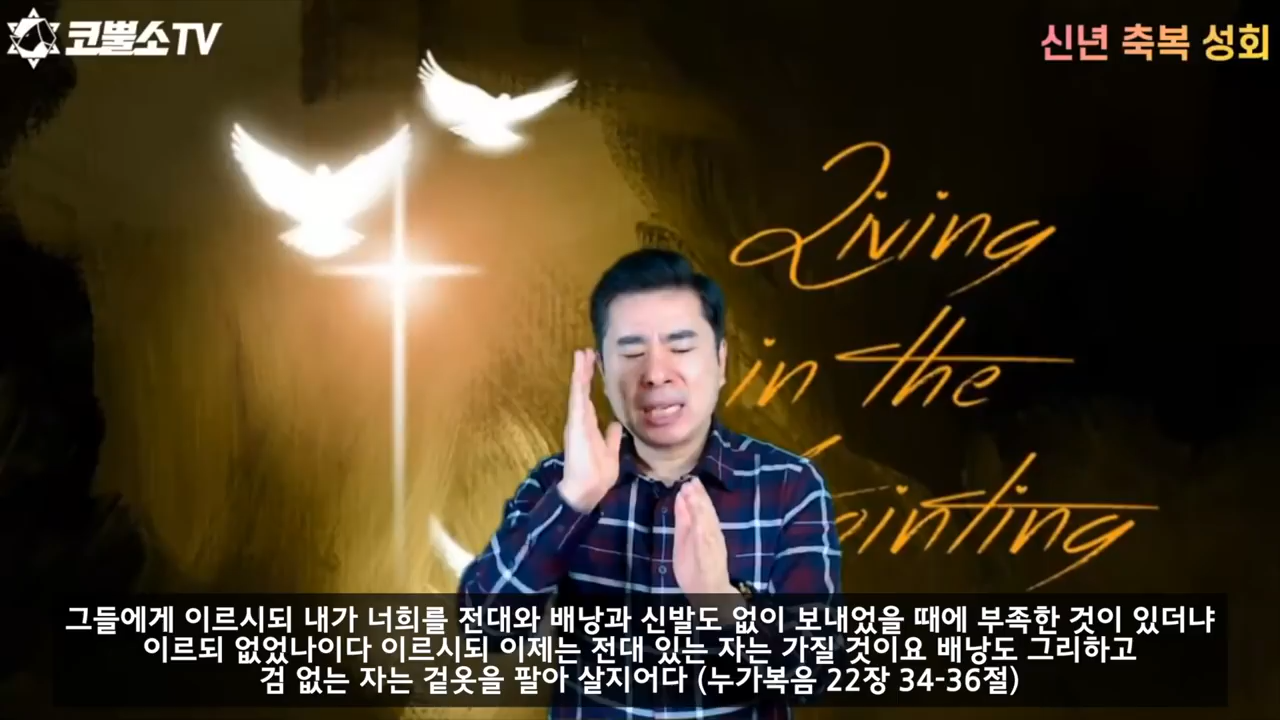 코뿔소TV
신년 축복 성회
Living
in the
ointing
그들에게 이르시되 내가 너희를 전대와 배낭과 신발도 없이 보내었을 때에 부족한 것이 있더냐
이르되 없었나이다 이르시되 이제는 전대 있는 자는 가질 것이요 배낭도 그리하고
검 없는 자는 겉옷을 팔아 살지어다 (누가복음 22장 34-36절)